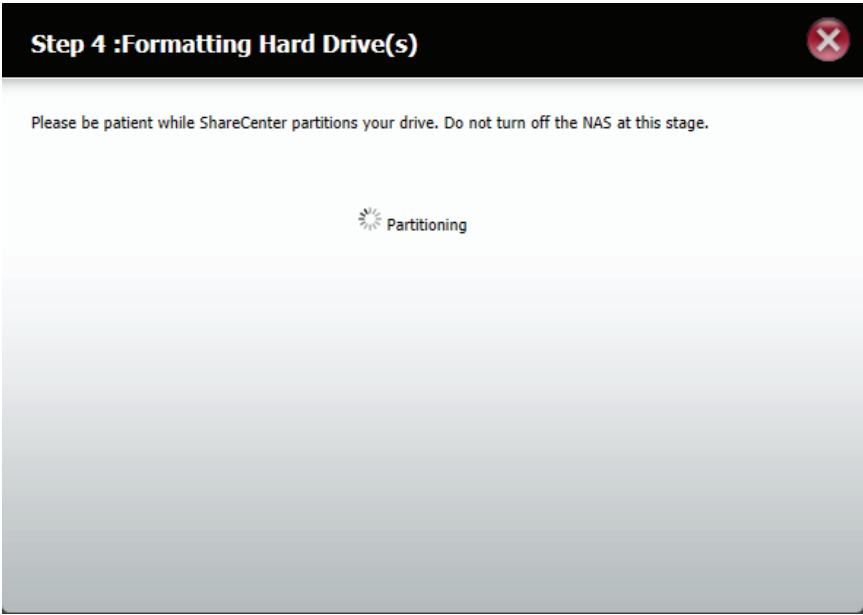 Step 4 :Formatting Hard Drive(s)
Please be patient while ShareCenter partitions your drive. Do not turn off the NAS at this stage.
Partitioning